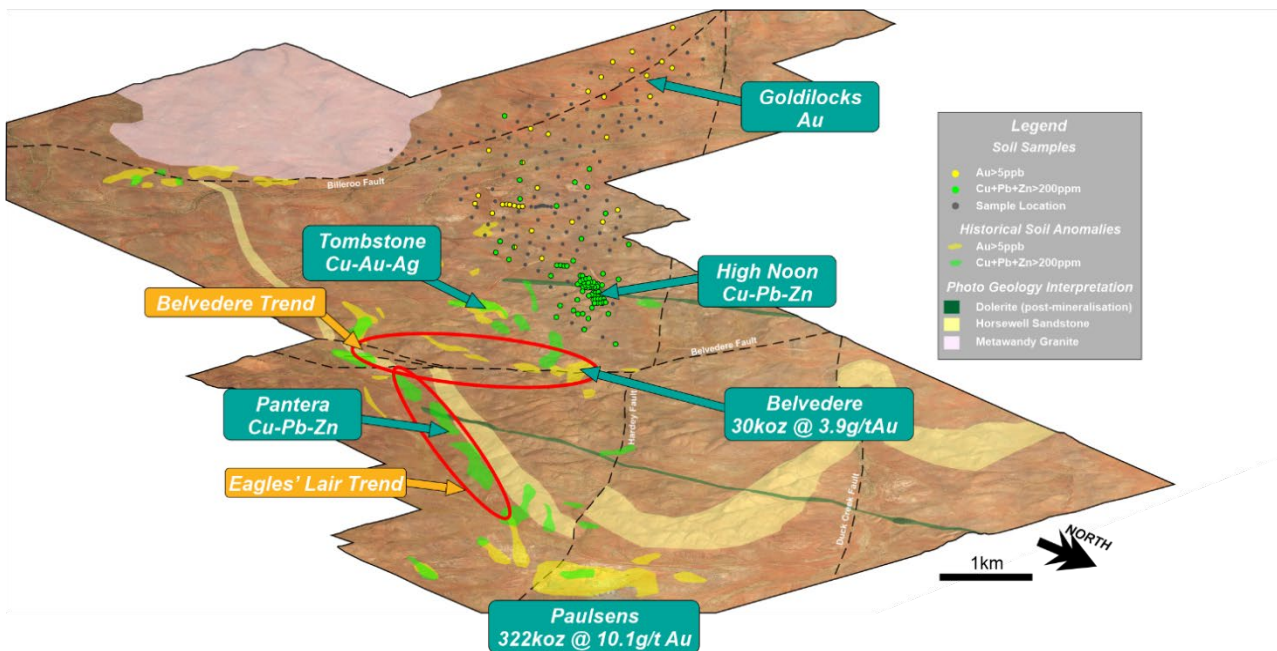 Goldilocks
Au
Legend
Soil Samples
Au>5ppb
Cu+Pb+Zn>200ppm
Sample Location
Historical Soil Anomalies
Au>5ppb
Cu+Pb+Zn>200ppm
Photo Geology Interpretation
Dolerite (post-mineralisation)
Horsewell Sandstone
Metawandy Granite
Billeroo Fault
Tombstone
Cu-Au-Ag
High Noon
Cu-Pb-Zn
Belvedere Trend
Belvedere Fault
Pantera
Cu-Pb-Zn
Hardey Fault
Belvedere
30koz @ 3.9g/tAu
Eagles' Lair Trend
Duck Creek Fault
NORTH
1km
Paulsens
322koz @ 10.1g/t Au